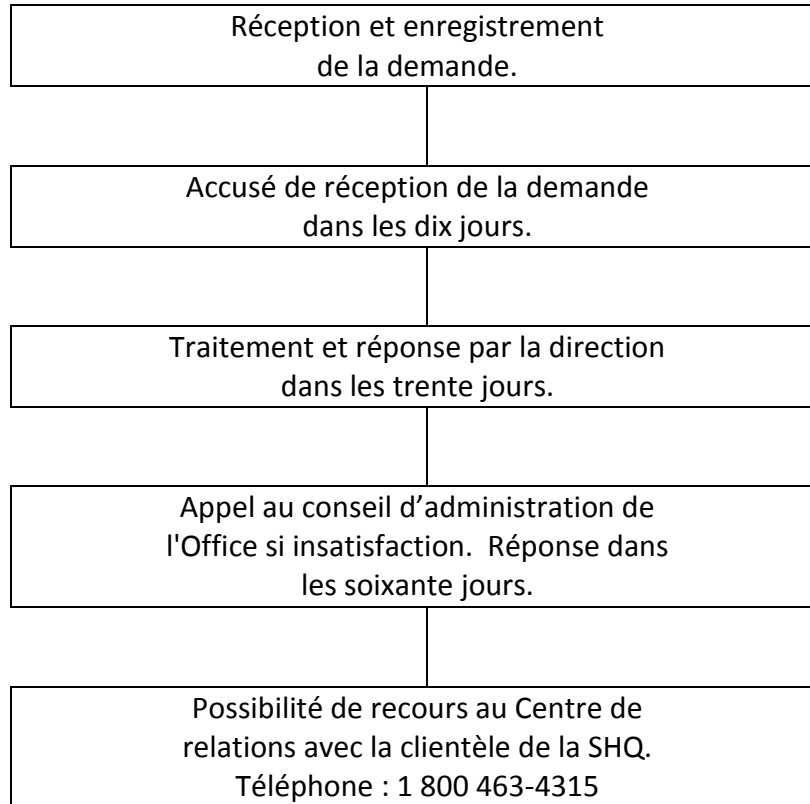 Réception et enregistrement
de la demande.
Accusé de réception de la demande
dans les dix jours.
Traitement et réponse par la direction
dans les trente jours.
Appel au conseil d’administration de
l'Office si insatisfaction.  Réponse dans
les soixante jours.
Possibilité de recours au Centre de
relations avec la clientèle de la SHQ.
Téléphone : 1 800 463-4315